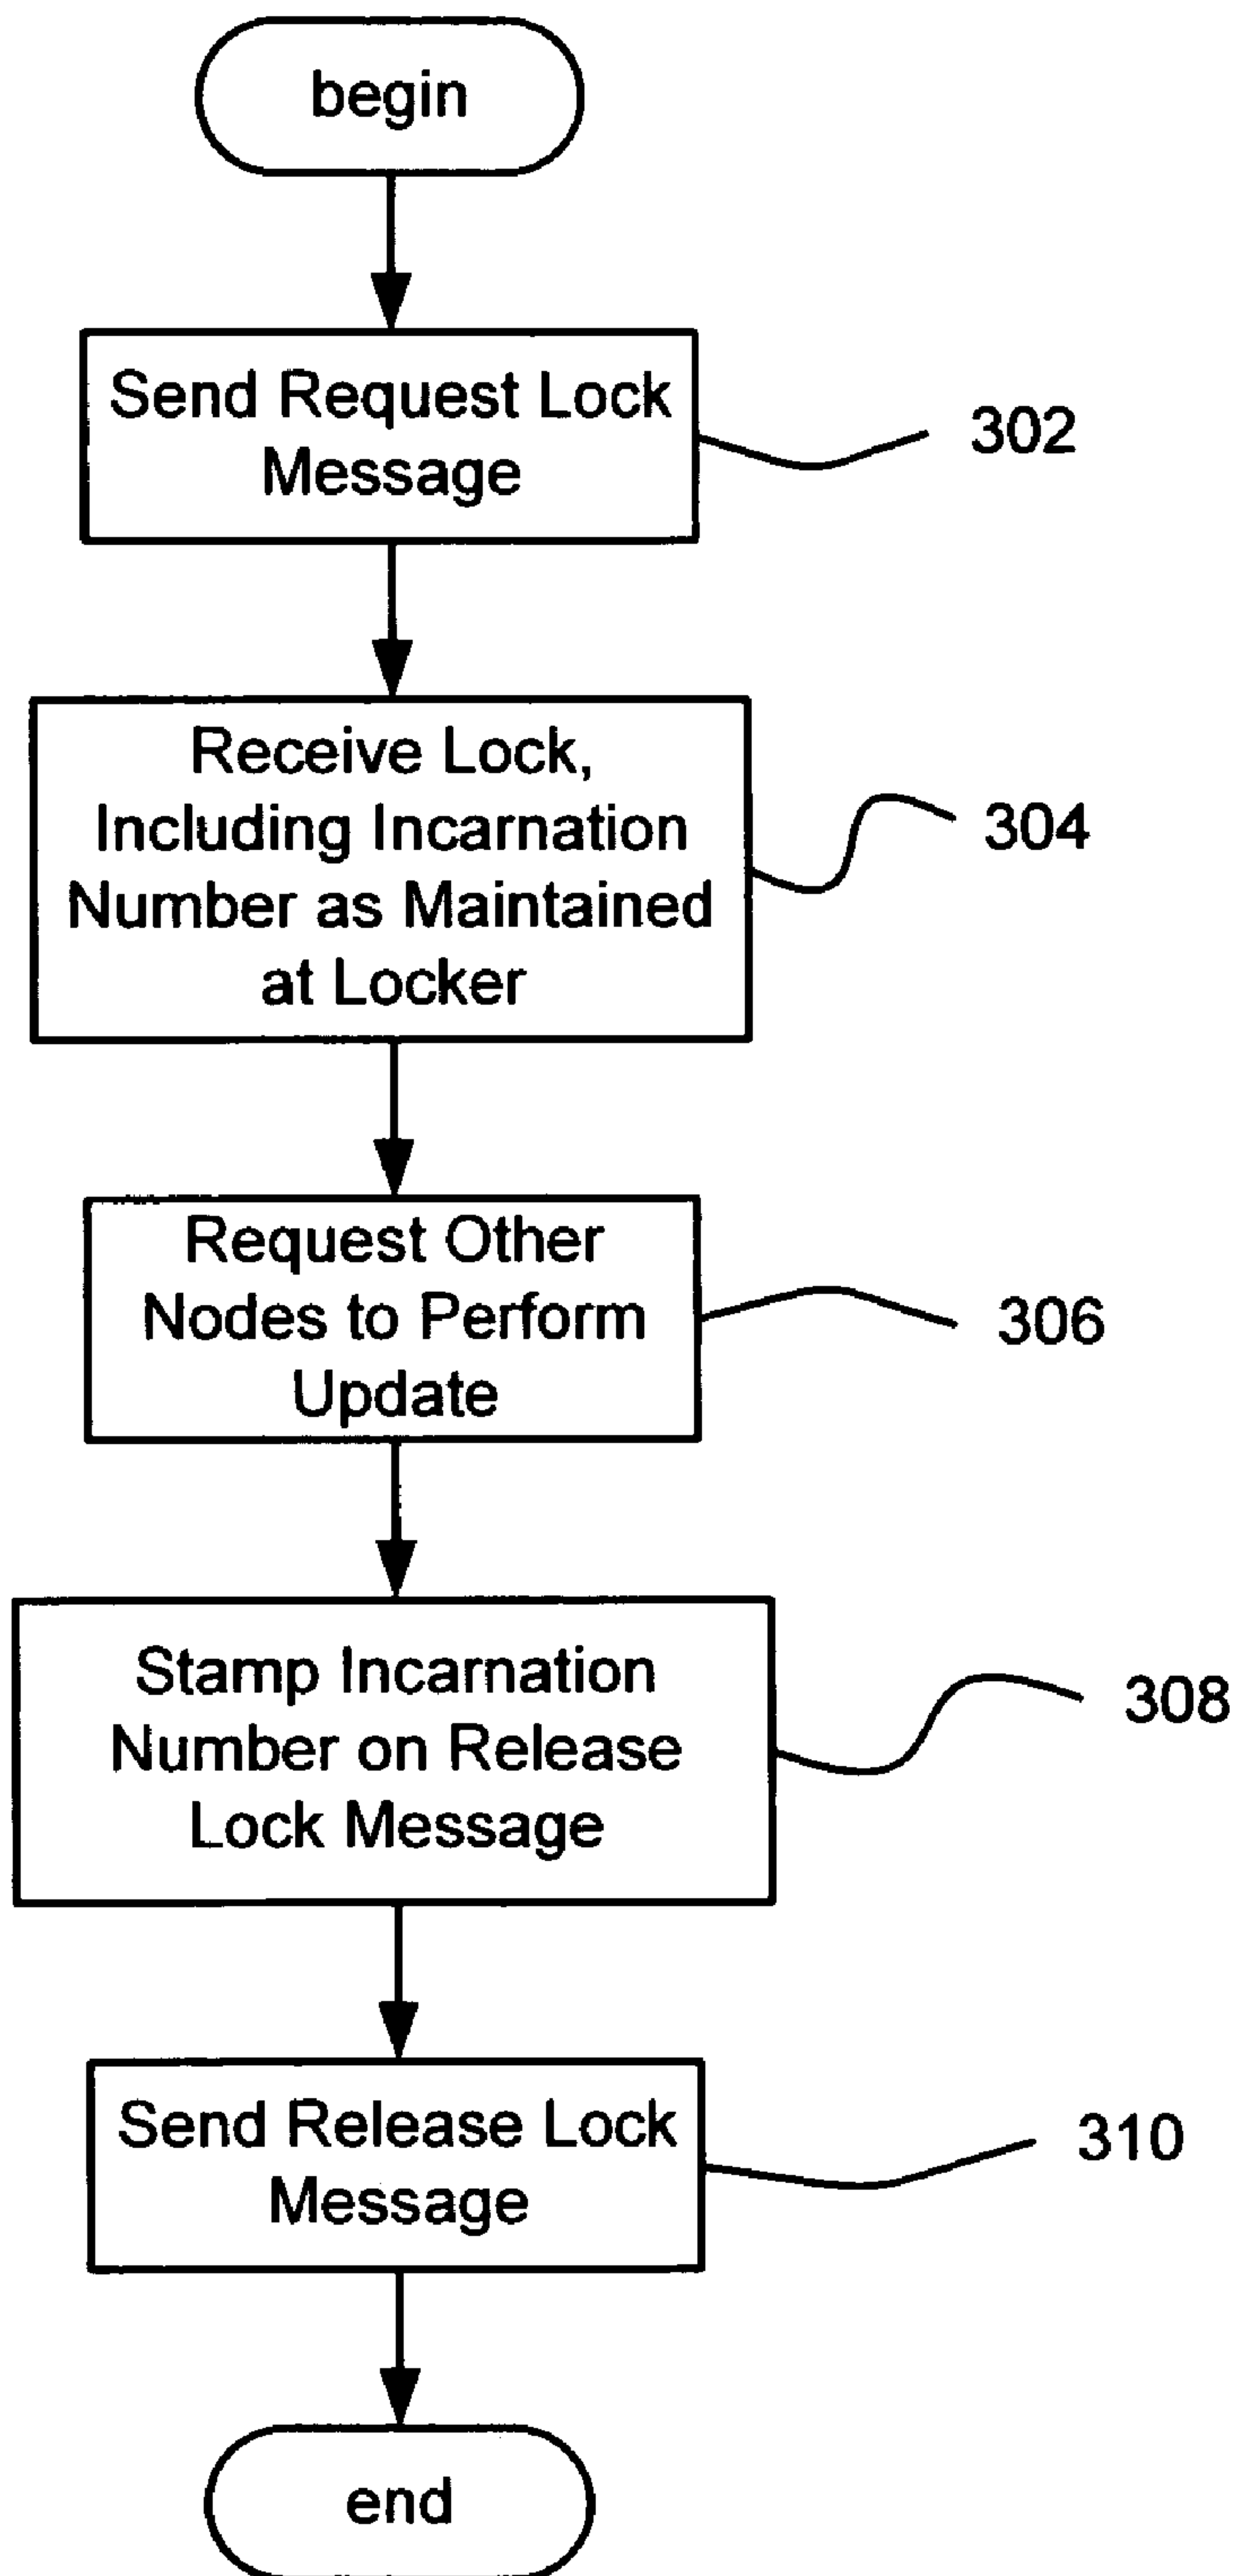 begin
Send Request Lock
Message
302
Receive Lock,
Including Incarnation
Number as Maintained
at Locker
304
Request Other
Nodes to Perform
Update
306
Stamp Incarnation
Number on Release
Lock Message
308
Send Release Lock
Message
310
end